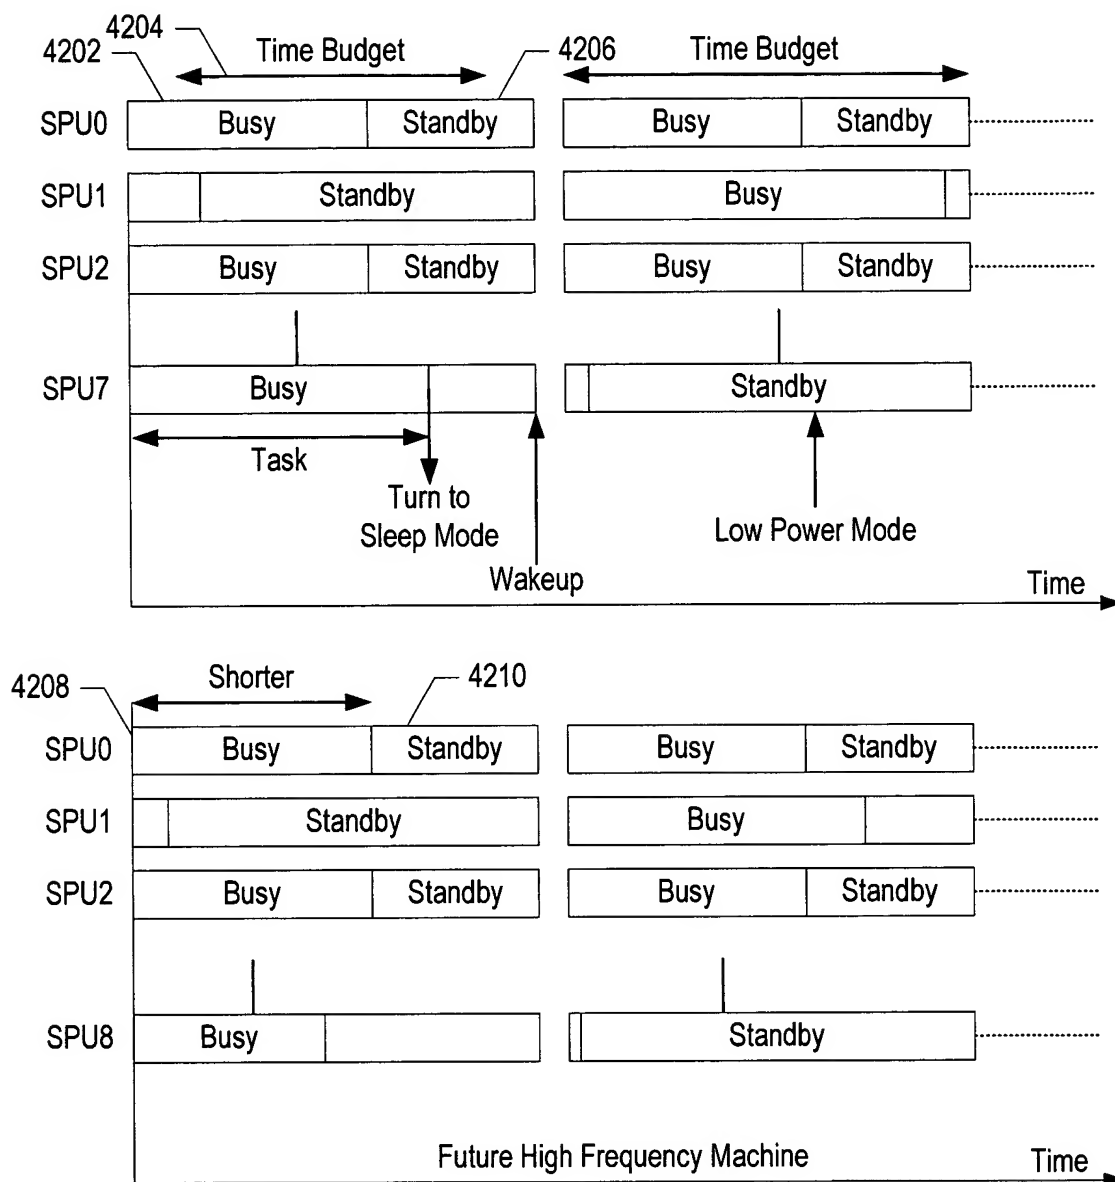 4204
4202
Time Budget
4206
Time Budget
SPU0
Busy
Standby
Busy
Standby
SPU1
Standby
Busy
SPU2
Busy
Standby
Busy
Standby
SPU7
Busy
Standby
Task
Turn to
Sleep Mode
Low Power Mode
Wakeup
Time
4208
Shorter
4210
SPU0
Busy
Standby
Busy
Standby
SPU1
Standby
Busy
SPU2
Busy
Standby
Busy
Standby
SPU8
Busy
Standby
Future High Frequency Machine
Time